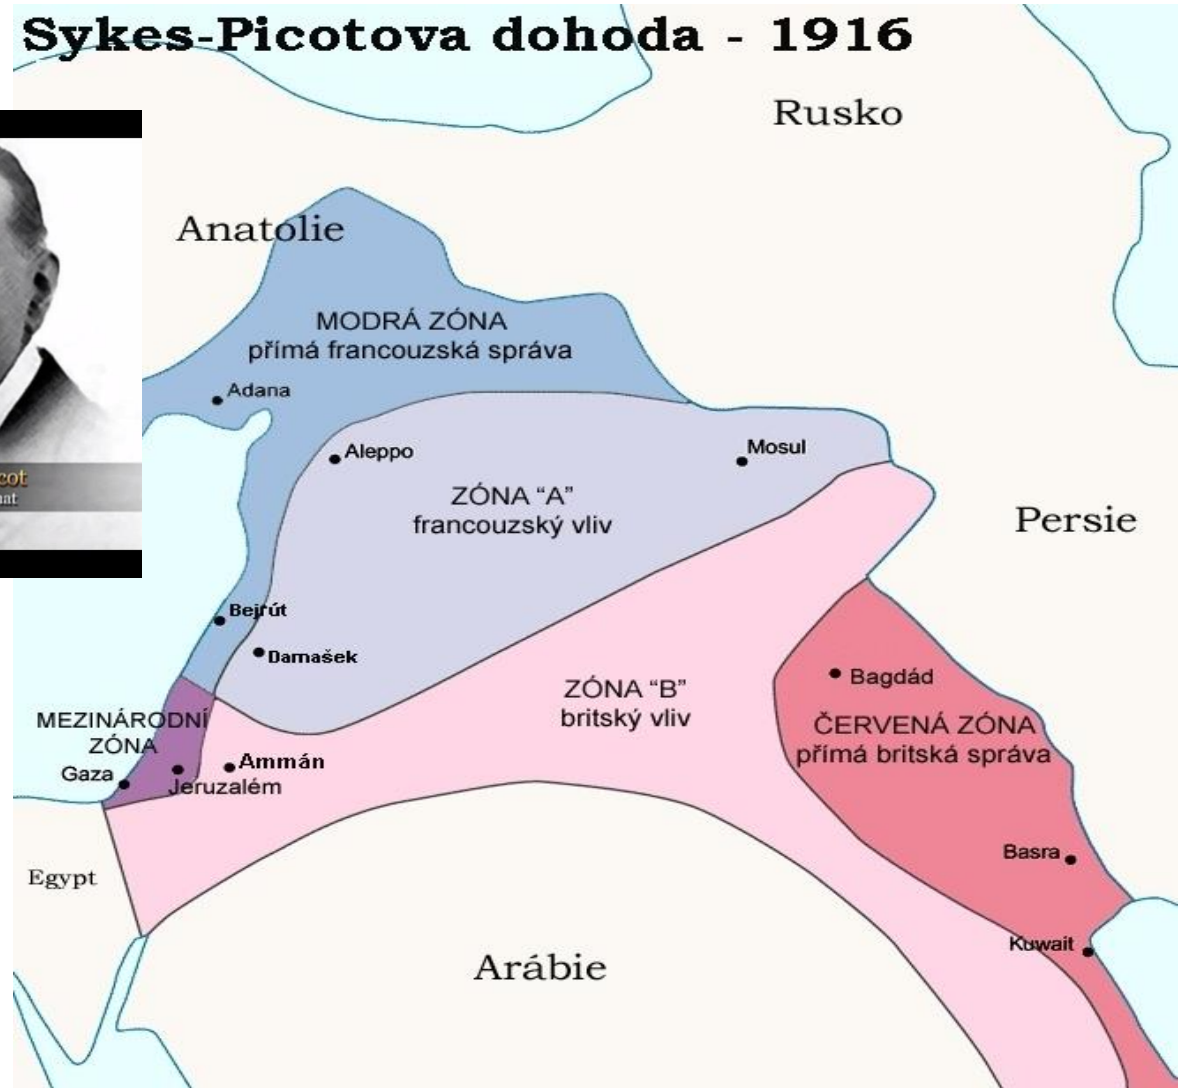 Sykes-Picotova dohoda - 1916
Rusko
Anatolie
MODRÁ ZÓNA
přímá francouzská správa
Adana
Aleppo
Mosul
ZÓNA “A”
francouzský vliv
Persie
Bejrút
Damašek
Bagdád
ZÓNA “B”
britský vliv
MEZINÁRODNÍ
ZÓNA
ČERVENÁ ZÓNA
přímá britská správa
Ammán
Gaza
Jeruzalém
Basra
Egypt
Kuwait
Arábie